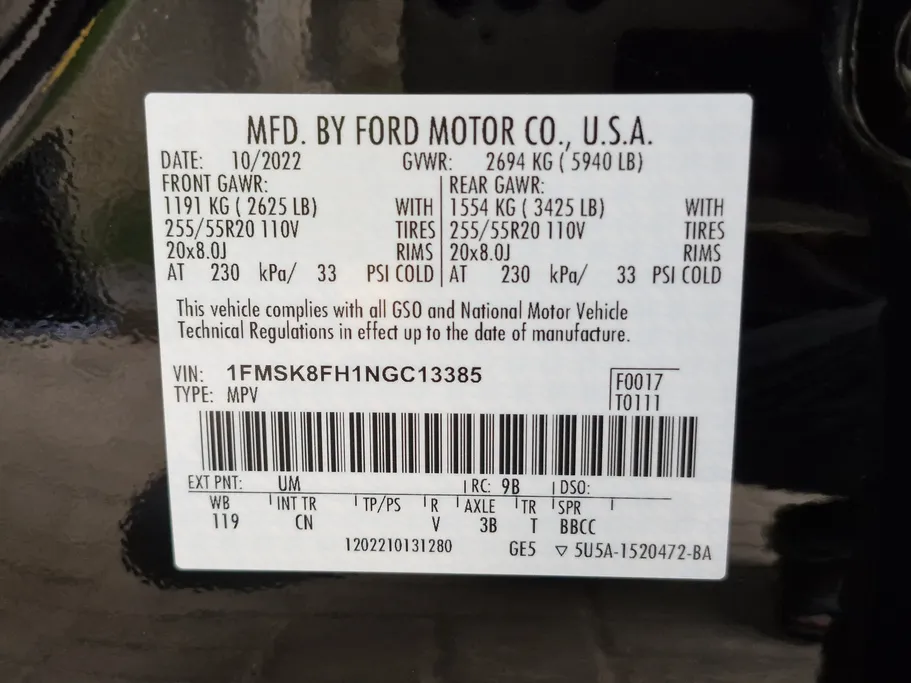 MFD. BY FORD MOTOR CO., U.S.A.
DATE: 10/2022 GVWR: 2694 KG ( 5940 LB)
FRONT GAWR: REAR GAWR:
1191 KG ( 2625 LB) WITH 1554 KG ( 3425 LB) WITH
255/55R20 110V TIRES 255/55R20 110V TIRES
20x8.0J RIMS 20x8.0J RIMS
AT 230 kPa/ 33 PSI COLD AT 230 kPa/ 33 PSI COLD
This vehicle complies with all GSO and National Motor Vehicle
Technical Regulations in effect up to the date of manufacture.
VIN: 1FMSK8FH1NGC13385 F0017
TYPE: MPV T0111
EXT PNT: UM RC: 9B DSO:
WB INT TR TP/PS R AXLE TR SPR
119 CN V 3B T BBCC
1202210131280 GE5 ▽ 5U5A-1520472-BA